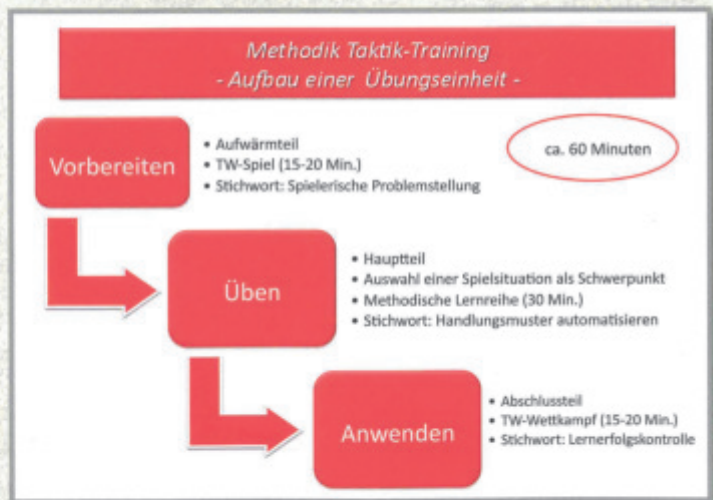 Methodik Taktik-Training
- Aufbau einer Übungseinheit -
Vorbereiten
• Aufwärmteil
• TW-Spiel (15-20 Min.)
• Stichwort: Spielerische Problemstellung
ca. 60 Minuten
Üben
• Hauptteil
• Auswahl einer Spielsituation als Schwerpunkt
• Methodische Lernreihe (30 Min.)
• Stichwort: Handlungsmuster automatisieren
Anwenden
• Abschlussteil
• TW-Wettkampf (15-20 Min.)
• Stichwort: Lernerfolgskontrolle